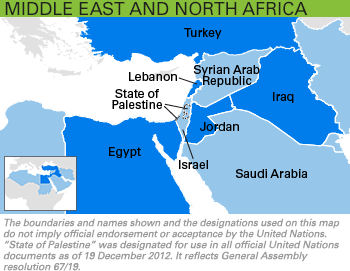 MIDDLE EAST AND NORTH AFRICA
Turkey
Lebanon
Syrian Arab
Republic
State of
Palestine
Iraq
Jordan
Egypt
Israel
Saudi Arabia
The boundaries and names shown and the designations used on this map
do not imply official endorsement or acceptance by the United Nations.
“State of Palestine” was designated for use in all official United Nations
documents as of 19 December 2012. It reflects General Assembly
resolution 67/19.